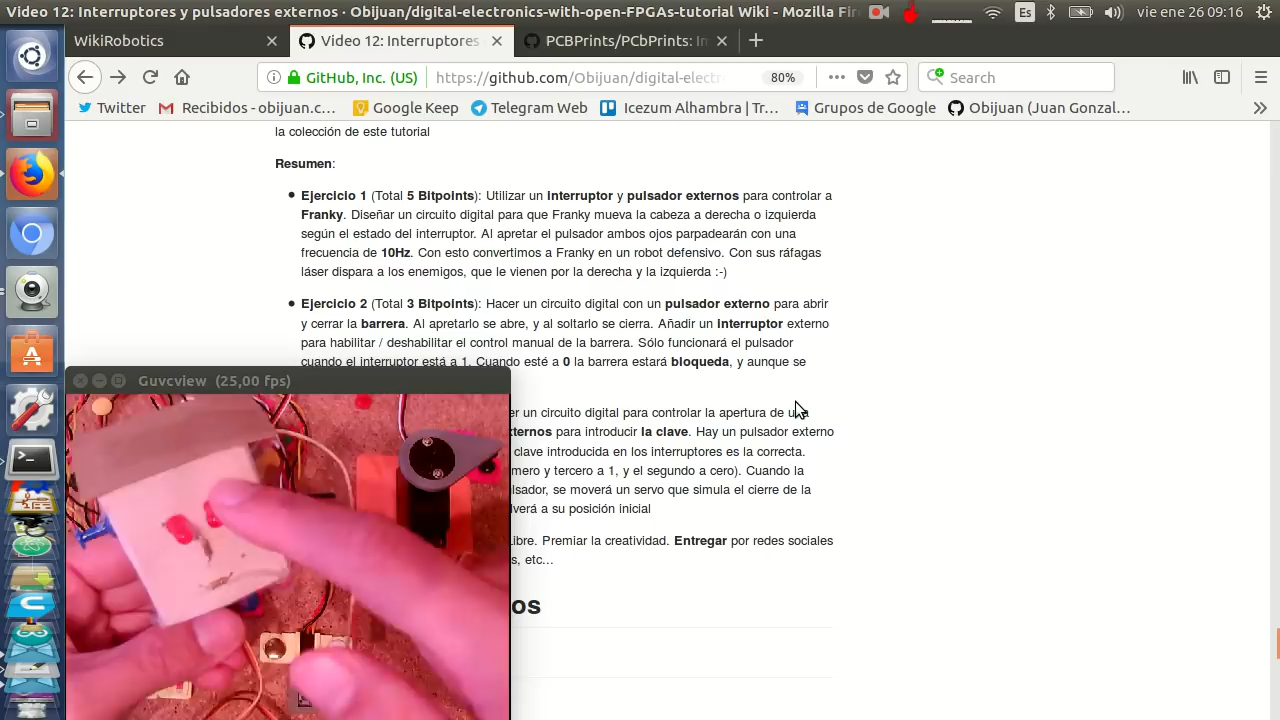 Video 12: Interruptores y pulsadores externos · Obijuan/digital-electronics-with-open-FPGAs-tutorial Wiki - Mozilla Fir
Es
vie ene 26 09:16
WikiRobotics
Video 12: Interruptores
PCBPrints/PCbPrints: Im
GitHub, Inc. (US)
https://github.com/Obijuan/digital-electr
80%
Search
Twitter
Recibidos - obijuan.c...
Google Keep
Telegram Web
Icezum Alhambra | Tr...
Grupos de Google
Obijuan (Juan Gonzal...
la colección de este tutorial
Resumen:
Ejercicio 1 (Total 5 Bitpoints): Utilizar un interruptor y pulsador externos para controlar a
Franky. Diseñar un circuito digital para que Franky mueva la cabeza a derecha o izquierda
según el estado del interruptor. Al apretar el pulsador ambos ojos parpadearán con una
frecuencia de 10Hz. Con esto convertimos a Franky en un robot defensivo. Con sus ráfagas
láser dispara a los enemigos, que le vienen por la derecha y la izquierda :-)
Ejercicio 2 (Total 3 Bitpoints): Hacer un circuito digital con un pulsador externo para abrir
y cerrar la barrera. Al apretarlo se abre, y al soltarlo se cierra. Añadir un interruptor externo
para habilitar / deshabilitar el control manual de la barrera. Sólo funcionará el pulsador
cuando el interruptor está a 1. Cuando esté a 0 la barrera estará bloqueda, y aunque se
Guvcview (25,00 fps)
er un circuito digital para controlar la apertura de una
ternos para introducir la clave. Hay un pulsador externo
clave introducida en los interruptores es la correcta.
mero y tercero a 1, y el segundo a cero). Cuando la
lsador, se moverá un servo que simula el cierre de la
lverá a su posición inicial
Libre. Premiar la creatividad. Entregar por redes sociales
s, etc...
os